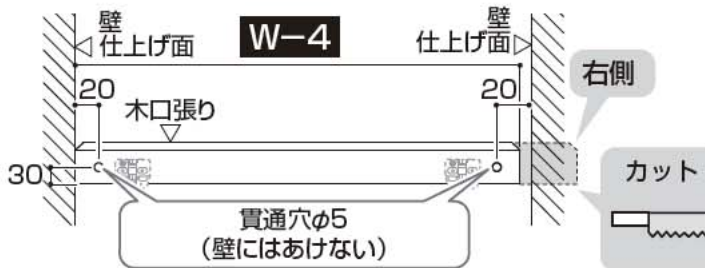 壁
仕上げ面
W−4
壁
仕上げ面
右側
20
木口張り
20
30
カット
貫通穴φ5
（壁にはあけない）